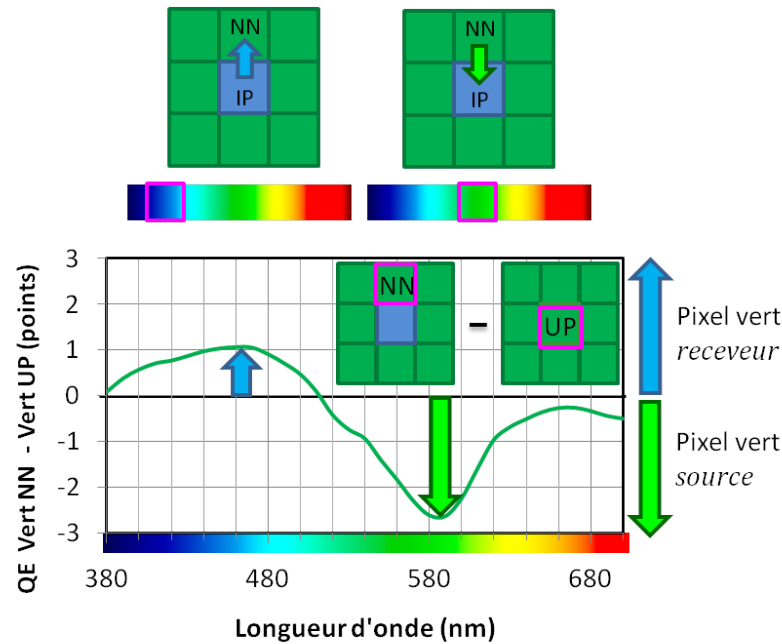 NN
IP
NN
IP
QE Vert NN - Vert UP (points)
3
2
1
0
-1
-2
-3
NN
–
UP
Pixel vert
receveur
Pixel vert
source
380
480
580
680
Longueur d'onde (nm)